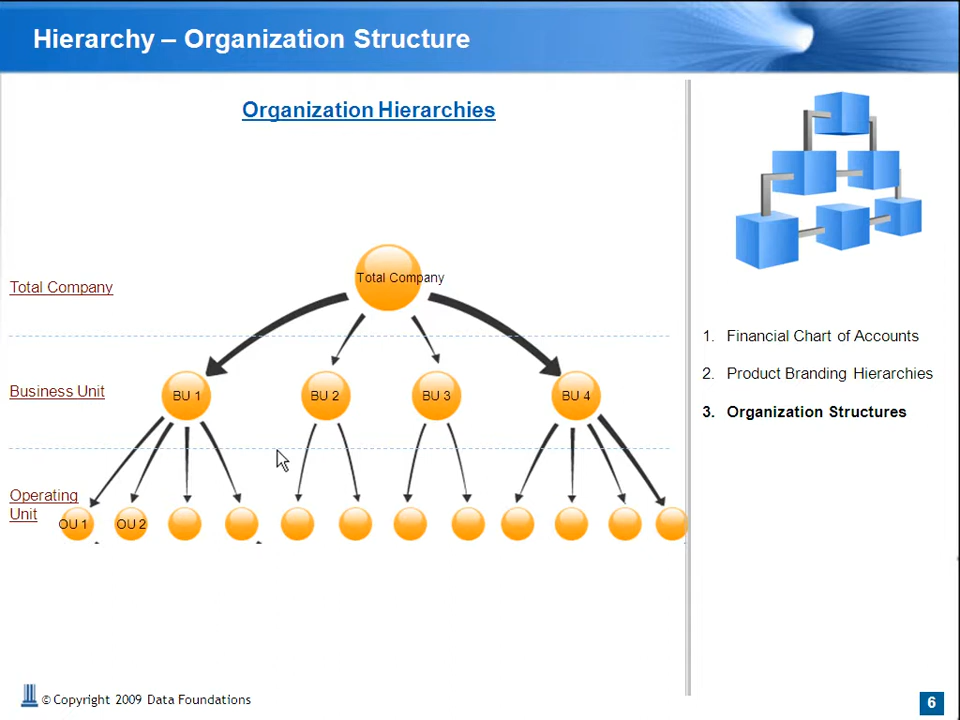 Hierarchy – Organization Structure
Organization Hierarchies
Total Company
Total Company
Business Unit
BU 1
BU 2
BU 3
BU 4
Operating
Unit
OU 1
OU 2
1. Financial Chart of Accounts
2. Product Branding Hierarchies
3. Organization Structures
© Copyright 2009 Data Foundations
6